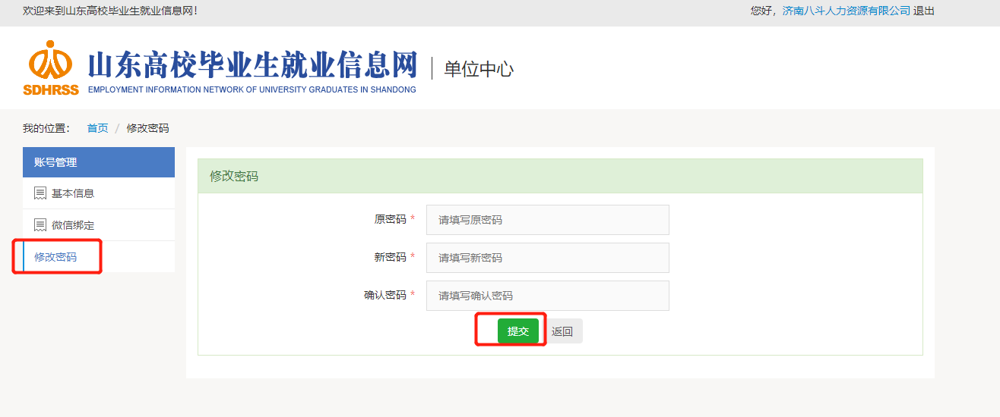 欢迎来到山东高校毕业生就业信息网！
您好，济南八斗人力资源有限公司 退出
山东高校毕业生就业信息网 单位中心
SDHRSS EMPLOYMENT INFORMATION NETWORK OF UNIVERSITY GRADUATES IN SHANDONG
我的位置： 首页 / 修改密码
账号管理
基本信息
微信绑定
修改密码
修改密码
原密码 * 请填写原密码
新密码 * 请填写新密码
确认密码 * 请填写确认密码
提交 返回